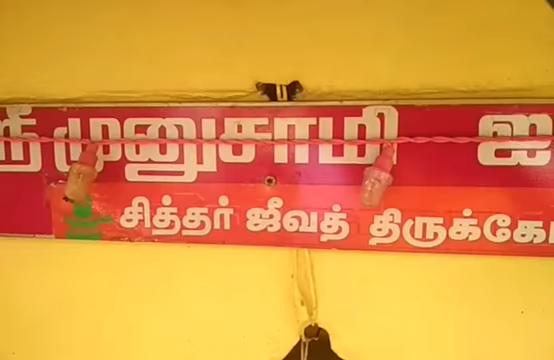 ஸ்ரீ முனுசாமி ஐ
சித்தர் ஜீவத் திருக்கோ